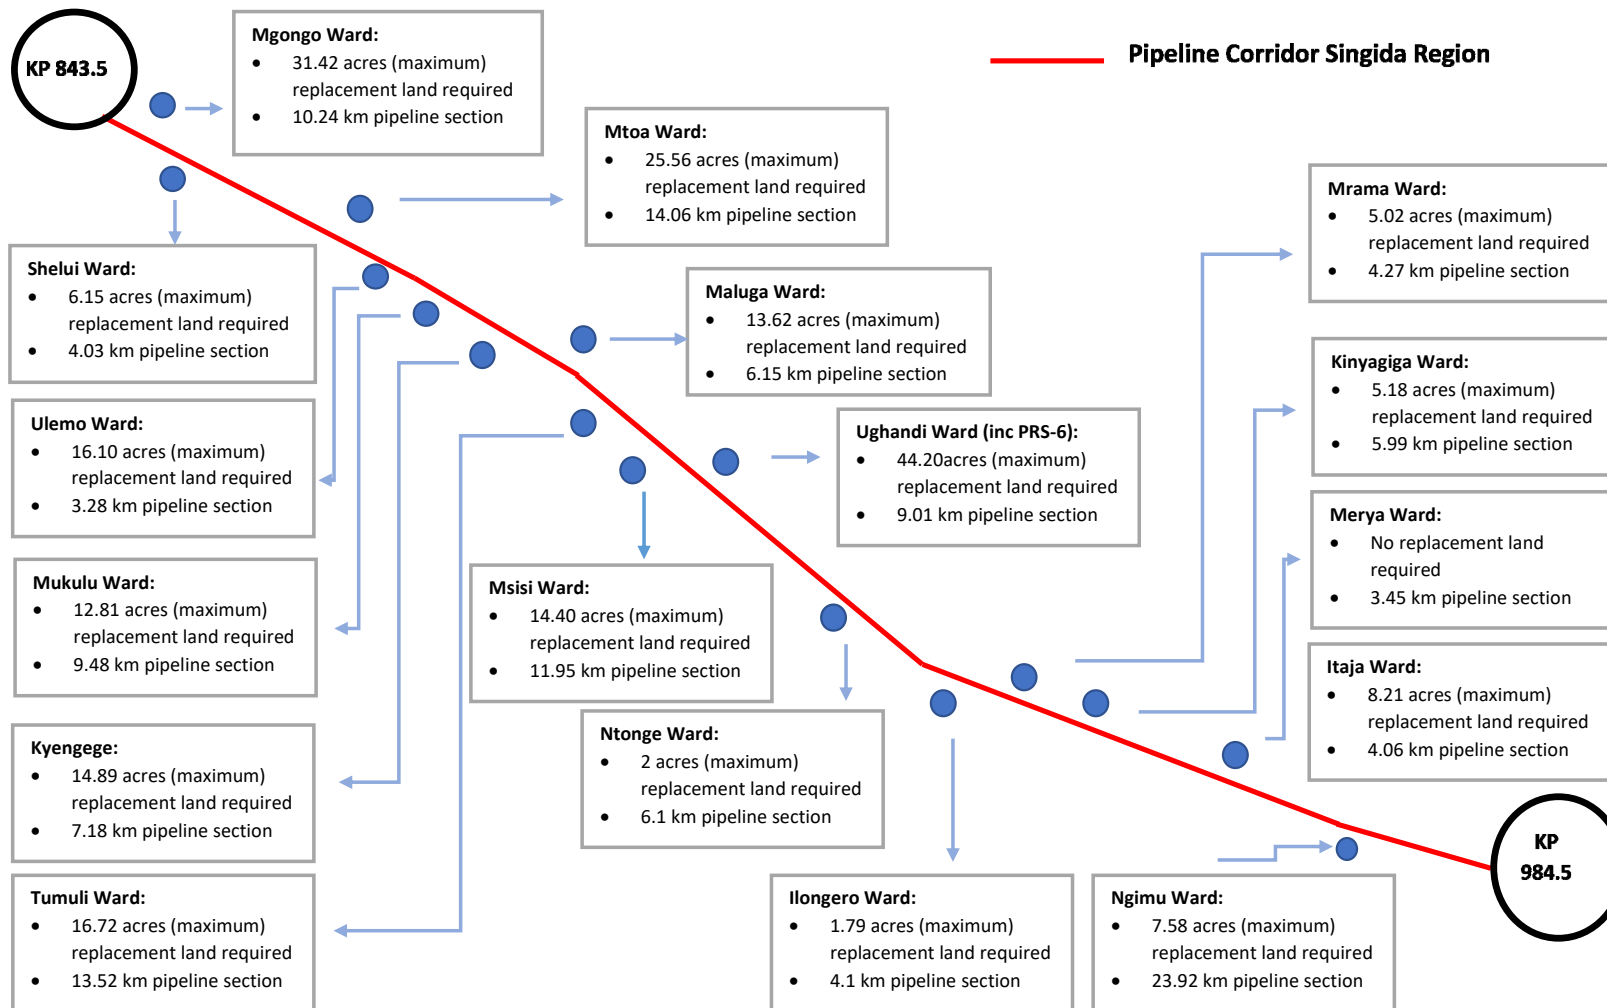 KP 843.5
Mgongo Ward:
• 31.42 acres (maximum)
replacement land required
• 10.24 km pipeline section
Pipeline Corridor Singida Region
Mtoa Ward:
• 25.56 acres (maximum)
replacement land required
• 14.06 km pipeline section
Mrama Ward:
• 5.02 acres (maximum)
replacement land required
• 4.27 km pipeline section
Shelui Ward:
• 6.15 acres (maximum)
replacement land required
• 4.03 km pipeline section
Maluga Ward:
• 13.62 acres (maximum)
replacement land required
• 6.15 km pipeline section
Kinyagiga Ward:
• 5.18 acres (maximum)
replacement land required
• 5.99 km pipeline section
Ulemo Ward:
• 16.10 acres (maximum)
replacement land required
• 3.28 km pipeline section
Ughandi Ward (inc PRS-6):
• 44.20acres (maximum)
replacement land required
• 9.01 km pipeline section
Merya Ward:
• No replacement land
required
• 3.45 km pipeline section
Mukulu Ward:
• 12.81 acres (maximum)
replacement land required
• 9.48 km pipeline section
Msisi Ward:
• 14.40 acres (maximum)
replacement land required
• 11.95 km pipeline section
Itaja Ward:
• 8.21 acres (maximum)
replacement land required
• 4.06 km pipeline section
Kyengege:
• 14.89 acres (maximum)
replacement land required
• 7.18 km pipeline section
Ntonge Ward:
• 2 acres (maximum)
replacement land required
• 6.1 km pipeline section
KP
984.5
Tumuli Ward:
• 16.72 acres (maximum)
replacement land required
• 13.52 km pipeline section
Ilongero Ward:
• 1.79 acres (maximum)
replacement land required
• 4.1 km pipeline section
Ngimu Ward:
• 7.58 acres (maximum)
replacement land required
• 23.92 km pipeline section